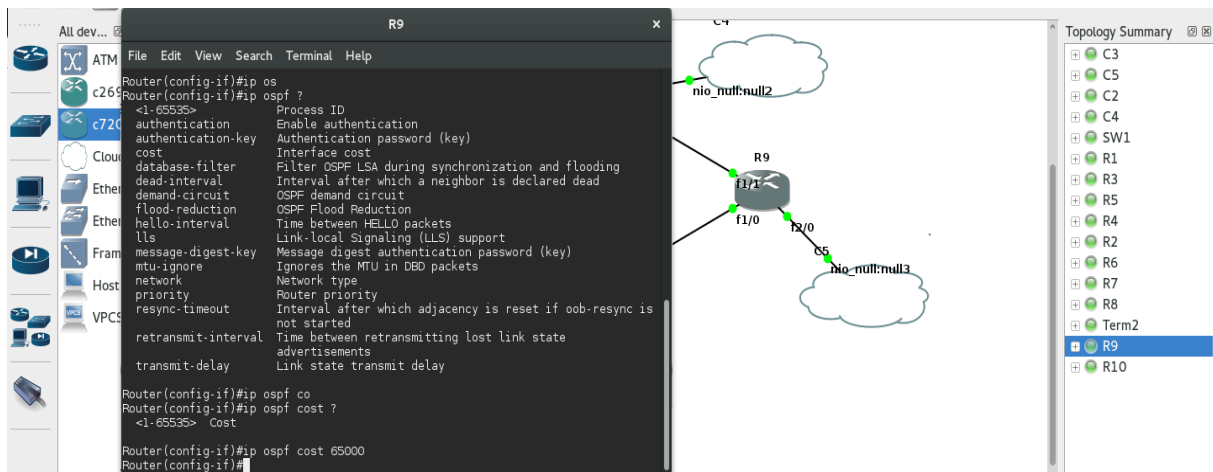 All dev...
ATM
c269
c720
Clou
Ether
Ether
Fram
Host
VPCS
R9
x
File Edit View Search Terminal Help
Router(config-if)#ip os
Router(config-if)#ip ospf ?
<1-65535> Process ID
authentication Enable authentication
authentication-key Authentication password (key)
cost Interface cost
database-filter Filter OSPF LSA during synchronization and flooding
dead-interval Interval after which a neighbor is declared dead
demand-circuit OSPF demand circuit
flood-reduction OSPF Flood Reduction
hello-interval Time between HELLO packets
lls Link-local Signaling (LLS) support
message-digest-key Message digest authentication password (key)
mtu-ignore Ignores the MTU in DBD packets
network Network type
priority Router priority
resync-timeout Interval after which adjacency is reset if oob-resync is
not started
retransmit-interval Time between retransmitting lost link state
advertisements
transmit-delay Link state transmit delay
Router(config-if)#ip ospf co
Router(config-if)#ip ospf cost ?
<1-65535> Cost
Router(config-if)#ip ospf cost 65000
Router(config-if)#
C4
nio_null:null2
R9
f1/1
f1/0
f2/0
C5
nio_null:null3
Topology Summary
C3
C5
C2
C4
SW1
R1
R3
R5
R4
R2
R6
R7
R8
Term2
R9
R10